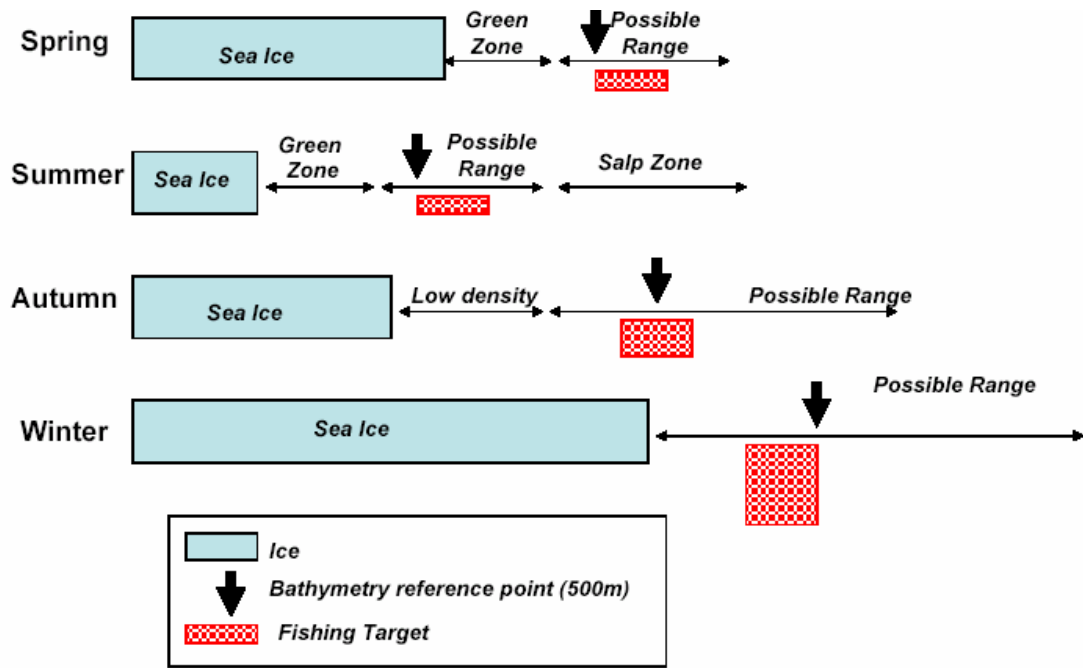 Spring
Sea Ice
Green
Zone
Possible
Range
Summer
Sea Ice
Green
Zone
Possible
Range
Salp Zone
Autumn
Sea Ice
Low density
Possible Range
Winter
Sea Ice
Possible Range
Ice
Bathymetry reference point (500m)
Fishing Target